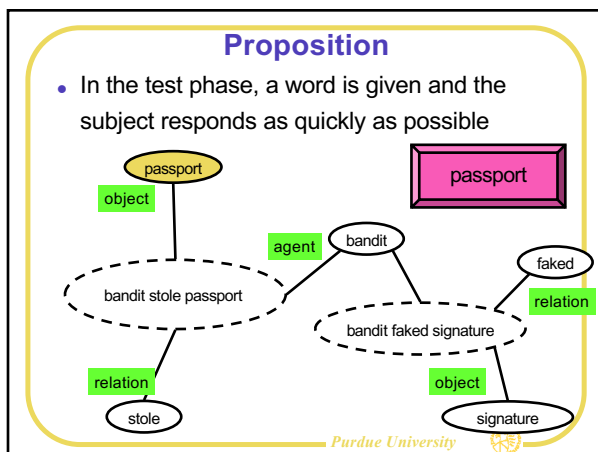 Proposition
• In the test phase, a word is given and the
subject responds as quickly as possible
passport
passport
object
agent
bandit
faked
bandit stole passport
bandit faked signature
relation
relation
object
stole
signature
Purdue University